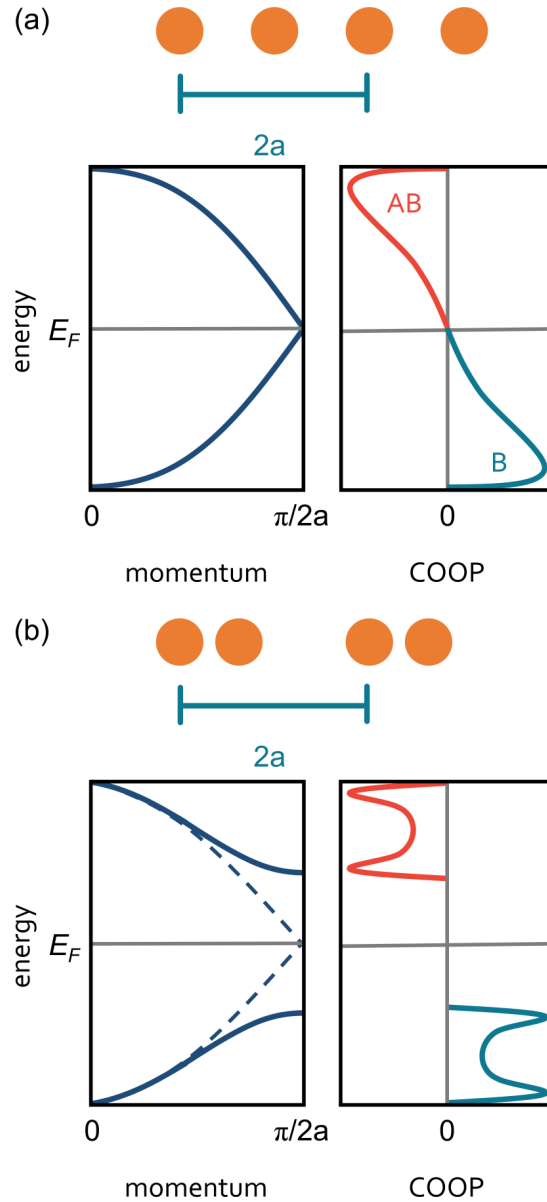 (a)
2a
AB
energy
E_F
B
0
π/2a
0
momentum
COOP
(b)
2a
energy
E_F
0
π/2a
0
momentum
COOP